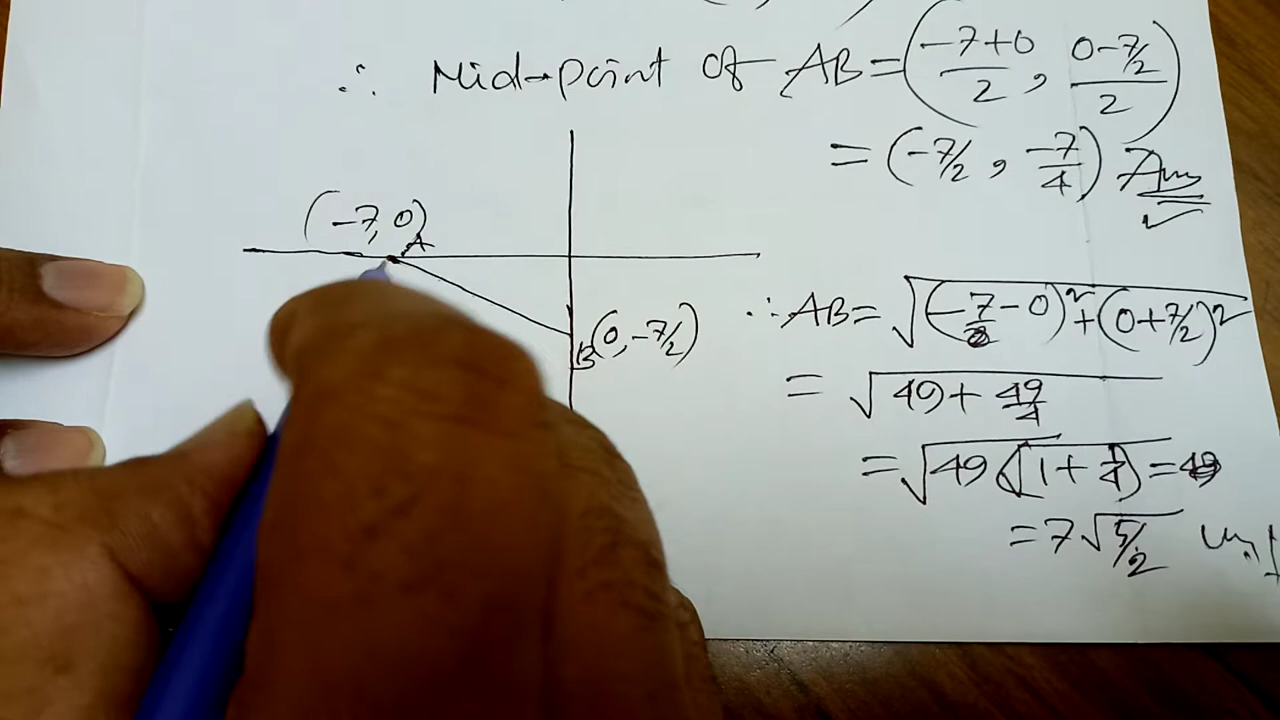 ∴ Mid-point of AB = (-7+0/2, 0-7/2/2)
= (-7/2, -7/4) Ans
(-7,0)
A
B(0,-7/2)
∴ AB = √(-7-0)²+(0+7/2)²
= √49+49/4
= √49(√1+1/4) = 49
= 7√5/2 unit